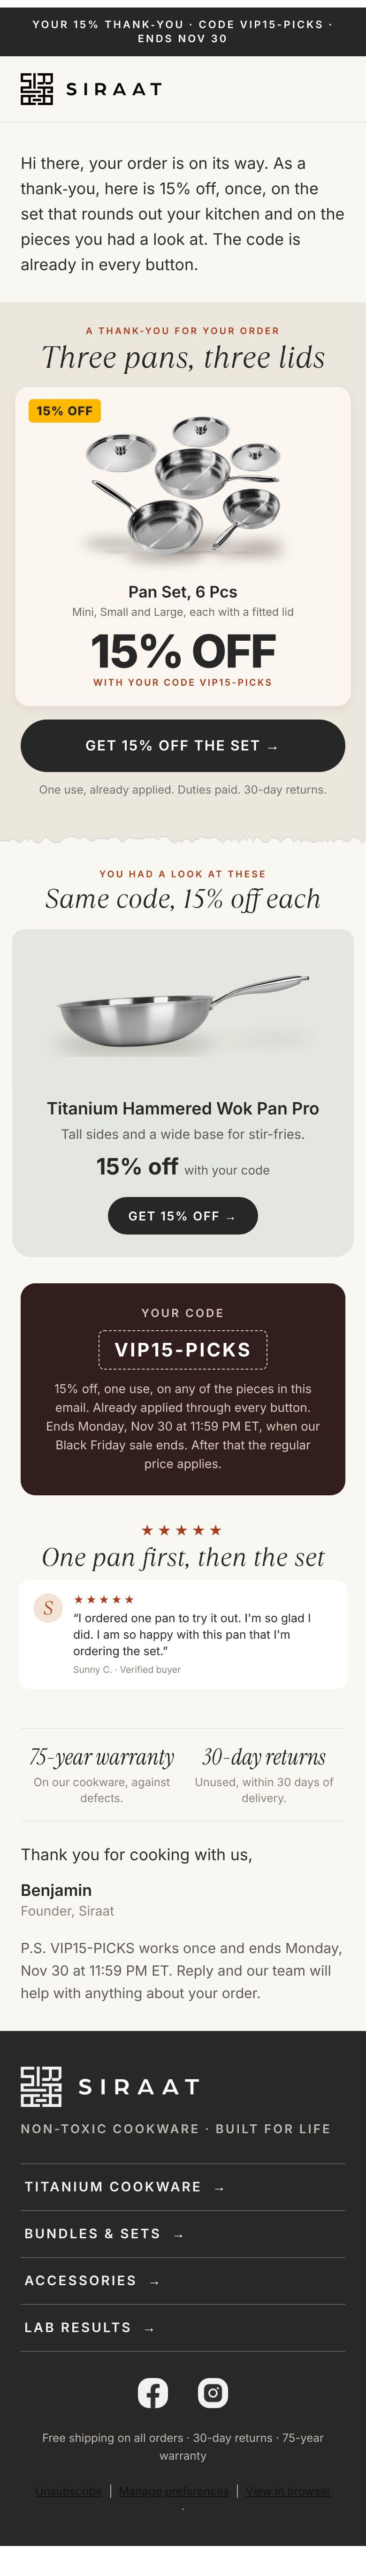 YOUR 15% THANK-YOU · CODE VIP15-PICKS ·
ENDS NOV 30
SIRAAT
Hi there, your order is on its way. As a
thank-you, here is 15% off, once, on the
set that rounds out your kitchen and on the
pieces you had a look at. The code is
already in every button.
A THANK-YOU FOR YOUR ORDER
Three pans, three lids
15% OFF
Pan Set, 6 Pcs
Mini, Small and Large, each with a fitted lid
15% OFF
WITH YOUR CODE VIP15-PICKS
GET 15% OFF THE SET →
One use, already applied. Duties paid. 30-day returns.
YOU HAD A LOOK AT THESE
Same code, 15% off each
Titanium Hammered Wok Pan Pro
Tall sides and a wide base for stir-fries.
15% off with your code
GET 15% OFF →
YOUR CODE
VIP15-PICKS
15% off, one use, on any of the pieces in this
email. Already applied through every button.
Ends Monday, Nov 30 at 11:59 PM ET, when our
Black Friday sale ends. After that the regular
price applies.
★★★★★
One pan first, then the set
S
★★★★★
“I ordered one pan to try it out. I'm so glad I
did. I am so happy with this pan that I'm
ordering the set.”
Sunny C. · Verified buyer
75-year warranty
On our cookware, against
defects.
30-day returns
Unused, within 30 days of
delivery.
Thank you for cooking with us,
Benjamin
Founder, Siraat
P.S. VIP15-PICKS works once and ends Monday,
Nov 30 at 11:59 PM ET. Reply and our team will
help with anything about your order.
SIRAAT
NON-TOXIC COOKWARE · BUILT FOR LIFE
TITANIUM COOKWARE →
BUNDLES & SETS →
ACCESSORIES →
LAB RESULTS →
Free shipping on all orders · 30-day returns · 75-year
warranty
Unsubscribe | Manage preferences | View in browser
·